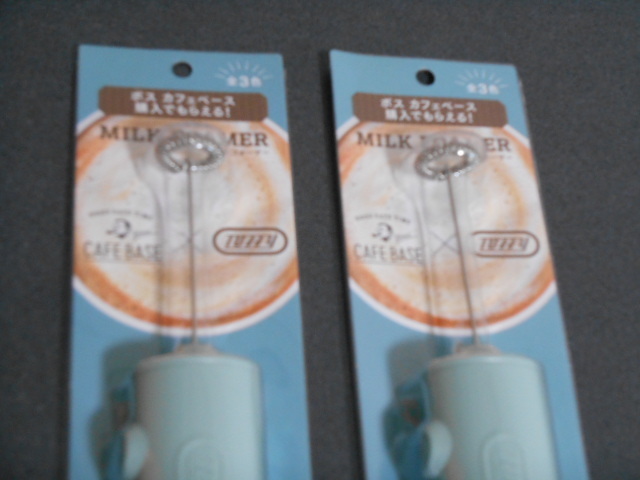 全3色
ボス カフェベース
購入でもらえる!
MILK FOAMER
CAFE BASE
×
TOFFY
全3色
ボス カフェベース
購入でもらえる!
MILK FOAMER
CAFE BASE
×
TOFFY